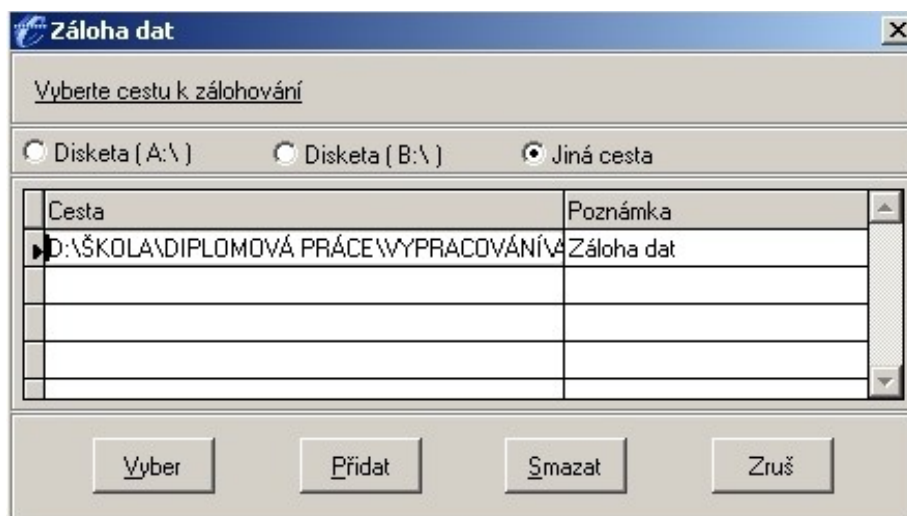 Záloha dat
Vyberte cestu k zálohování
Disketa ( A:\ ) Disketa ( B:\ ) Jiná cesta
Cesta Poznámka
D:\ŠKOLA\DIPLOMOVÁ PRÁCE\VYPRACOVÁNÍ\A Záloha dat
Vyber Přidat Smazat Zruš